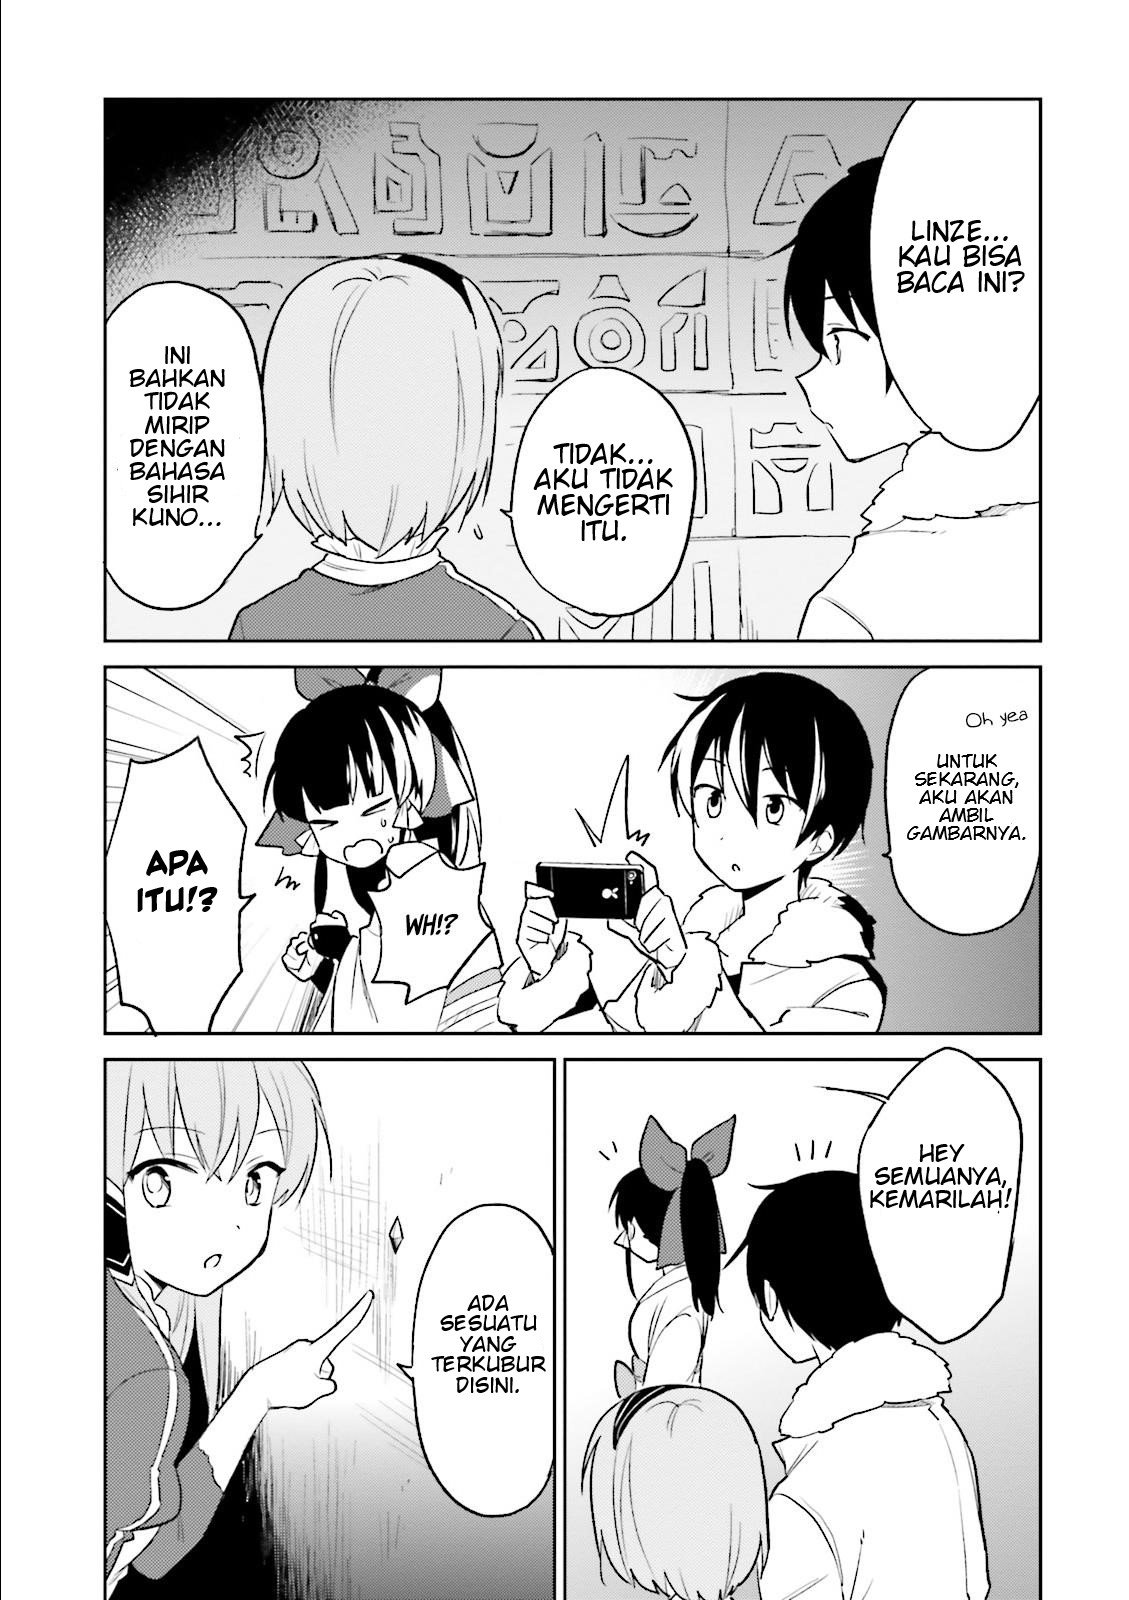 LINZE...
KAU BISA
BACA INI?
TIDAK...
AKU TIDAK
MENGERTI
ITU.
INI
BAHKAN
TIDAK
MIRIP
DENGAN
BAHASA
SIHIR
KUNO...
Oh yea
UNTUK
SEKARANG,
AKU AKAN
AMBIL
GAMBARNYA.
WH!?
APA
ITU!?
HEY
SEMUANYA,
KEMARILAH!
ADA
SESUATU
YANG
TERKUBUR
DISINI.